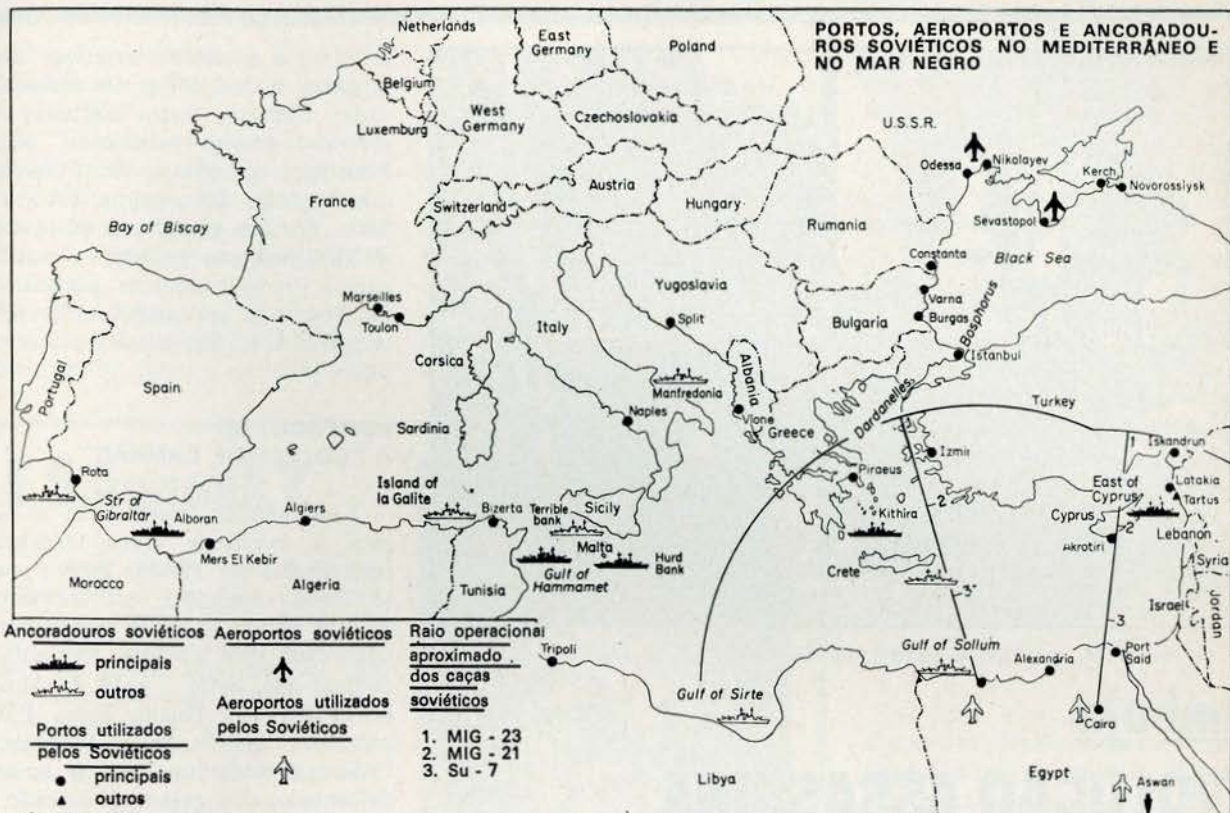 PORTOS, AEROPORTOS E ANCORADOU-
ROS SOVIÉTICOS NO MEDITERRÂNEO E
NO MAR NEGRO
Netherlands
East
Germany
Poland
Belgium
West
Germany
Luxemburg
Czechoslovakia
U.S.S.R.
Odessa
Nikolayev
Kerch
Novorossiysk
Sevastopol
France
Austria
Switzerland
Hungary
Rumania
Bay of Biscay
Constanta
Black Sea
Marseilles
Toulon
Yugoslavia
Varna
Italy
Split
Bulgaria
Burgas
Bosphorus
Istanbul
Corsica
Portugal
Spain
Manfredonia
Albania
Dardanelles
Turkey
Sardinia
Naples
Vlone
Greece
Rota
1
Iskandrun
Izmir
Piraeus
Latakia
Tartus
East of
Cyprus
Island of
la Galite
Str of
Gibraltar
Alboran
Algiers
Bizerta
Terrible
bank
Sicily
2
Kithira
Cyprus
2
Lebanon
Mers El Kebir
Malta
Akrotiri
Hurd
Bank
Gulf of
Hammamet
Crete
Syria
Morocco
Algeria
Tunisia
3
Israel
Jordan
3
Tripoli
Gulf of Sollum
Alexandria
Port
Said
Gulf of Sirte
Caira
Libya
Egypt
Aswan
Ancoradouros soviéticos
principais
outros
Portos utilizados
pelos Soviéticos
principais
outros
Aeroportos soviéticos
Aeroportos utilizados
pelos Soviéticos
Raio operacional
aproximado
dos caças
soviéticos
1. MIG - 23
2. MIG - 21
3. Su - 7